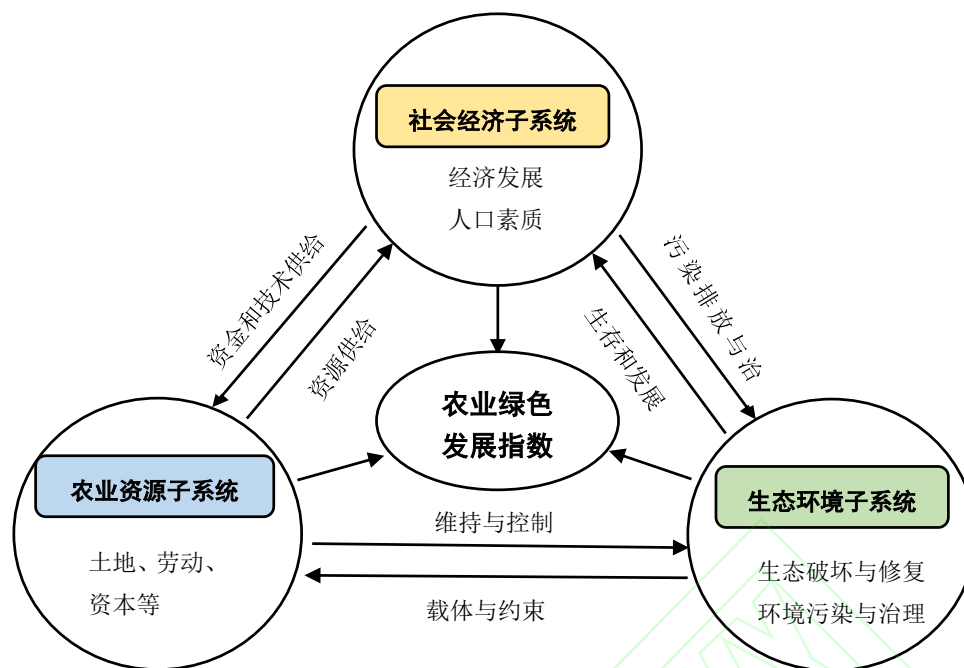 社会经济子系统
经济发展
人口素质
资金和技术供给
资源供给
污染排放与治
生存和发展
农业绿色
发展指数
农业资源子系统
土地、劳动、
资本等
维持与控制
载体与约束
生态环境子系统
生态破坏与修复
环境污染与治理